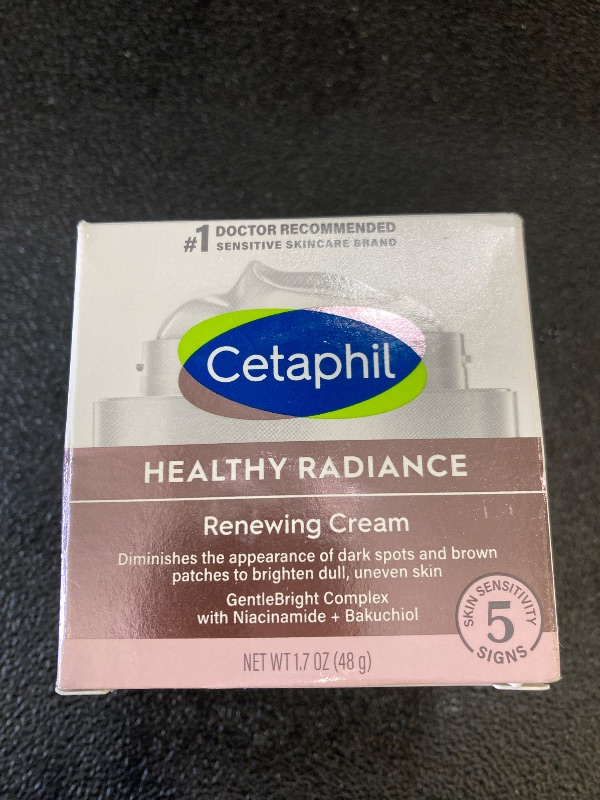 #1 DOCTOR RECOMMENDED
SENSITIVE SKINCARE BRAND
Cetaphil
HEALTHY RADIANCE
Renewing Cream
Diminishes the appearance of dark spots and brown
patches to brighten dull, uneven skin
GentleBright Complex
with Niacinamide + Bakuchiol
SKIN SENSITIVITY
5
SIGNS
NET WT 1.7 OZ (48 g)